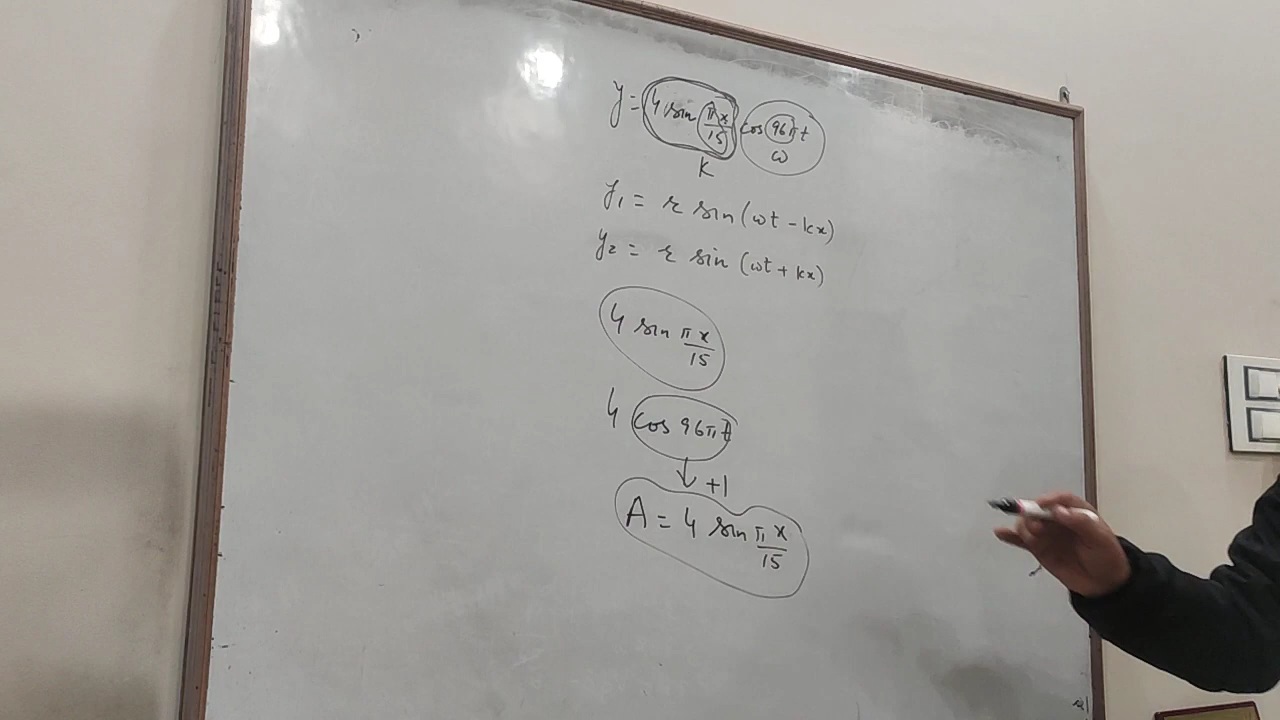 y = 4 sin πx/15 cos 96πt
K ω
y₁ = r sin (ωt - kx)
y₂ = r sin (ωt + kx)
4 sin πx/15
4 cos 96πt
↓ +1
A = 4 sin πx/15